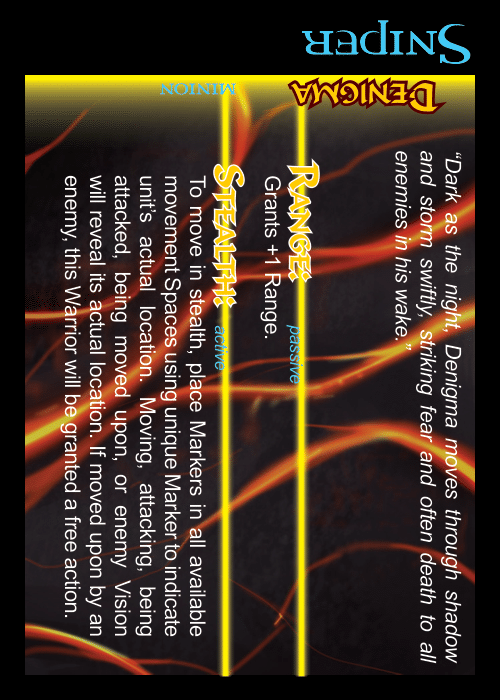 Sniper
Denigma
MINION
“Dark as the night, Denigma moves through shadow
and storm swiftly, striking fear and often death to all
enemies in his wake.”
Range: passive
Grants +1 Range.
Stealth: active
To move in stealth, place Markers in all available
movement Spaces using unique Marker to indicate
unit’s actual location. Moving, attacking, being
attacked, being moved upon, or enemy Vision
will reveal its actual location. If moved upon by an
enemy, this Warrior will be granted a free action.